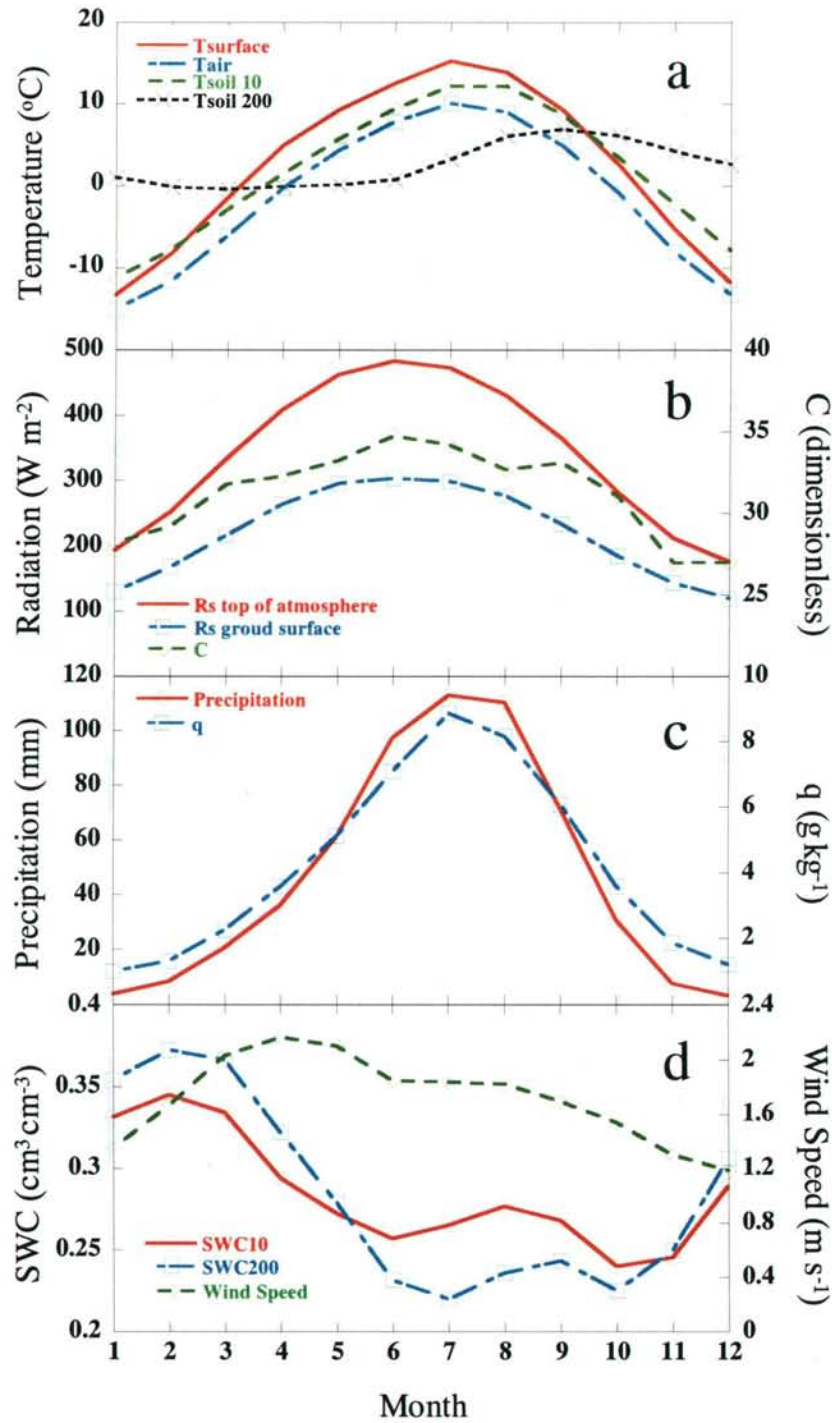 20
10
0
-10
Temperature (°C)
Tsurface
Tair
Tsoil 10
Tsoil 200
a
500
400
300
200
100
Radiation (W m-2)
40
35
30
25
10
C (dimensionless)
b
Rs top of atmosphere
Rs groud surface
C
120
100
80
60
40
20
Precipitation (mm)
Precipitation
q
c
8
6
4
2
q (g kg-1)
0.4
0.35
0.3
0.25
0.2
SWC (cm3 cm-3)
d
2.4
2
1.6
1.2
0.8
0.4
0
Wind Speed (m s-1)
SWC10
SWC200
Wind Speed
1 2 3 4 5 6 7 8 9 10 11 12
Month